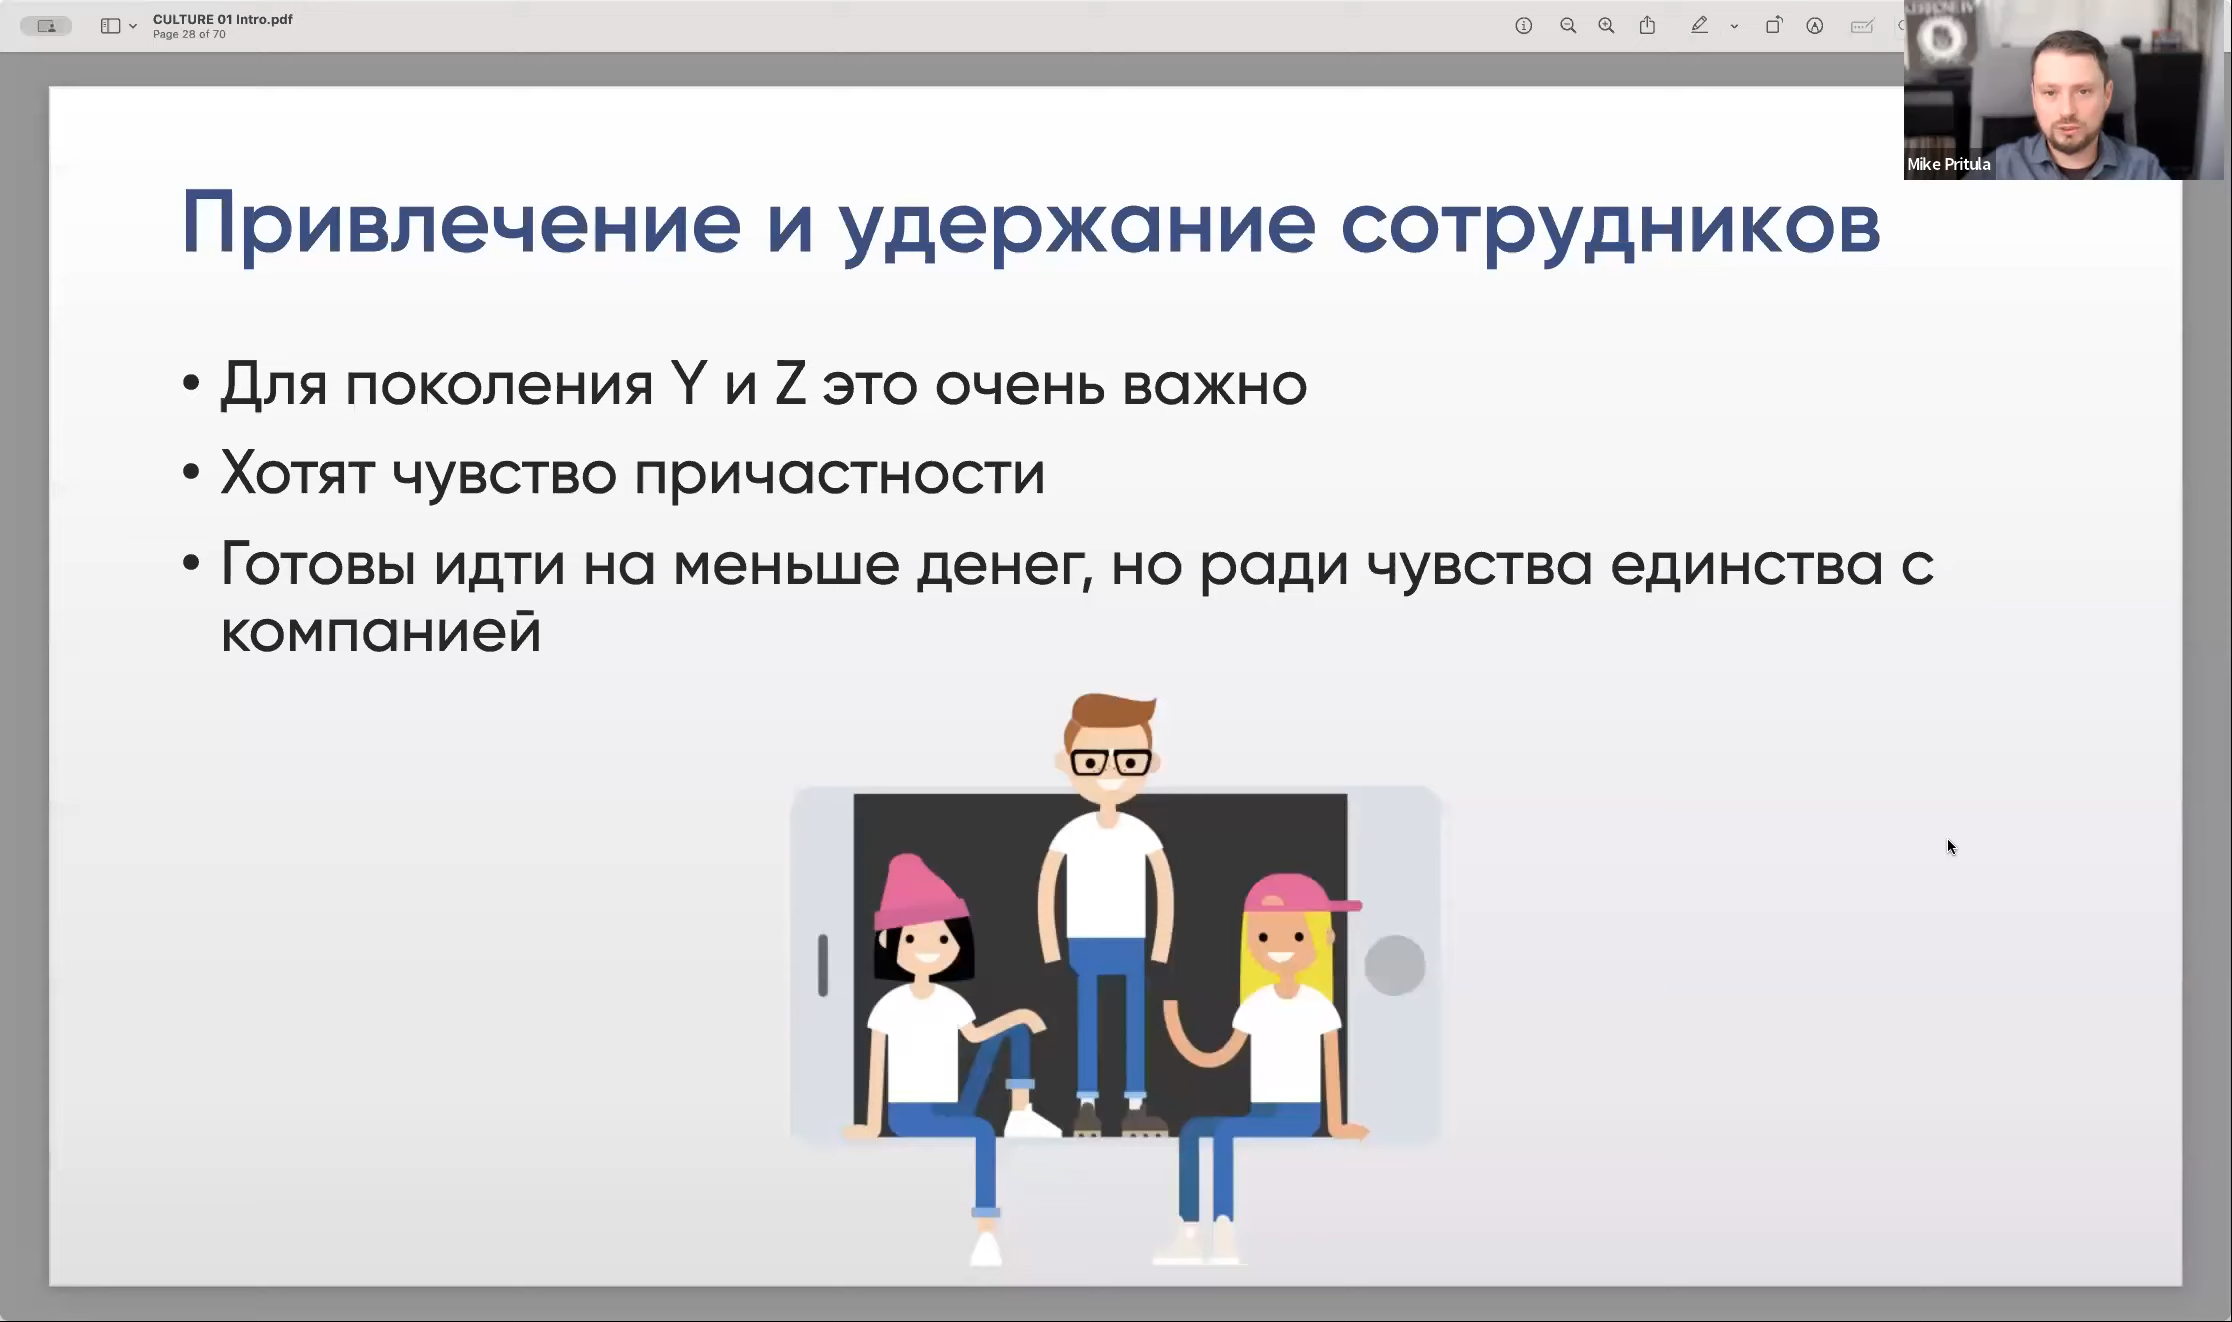 CULTURE 01 Intro.pdf
Page 28 of 70
Mike Pritula
Привлечение и удержание сотрудников
• Для поколения Y и Z это очень важно
• Хотят чувство причастности
• Готовы идти на меньше денег, но ради чувства единства с
компанией